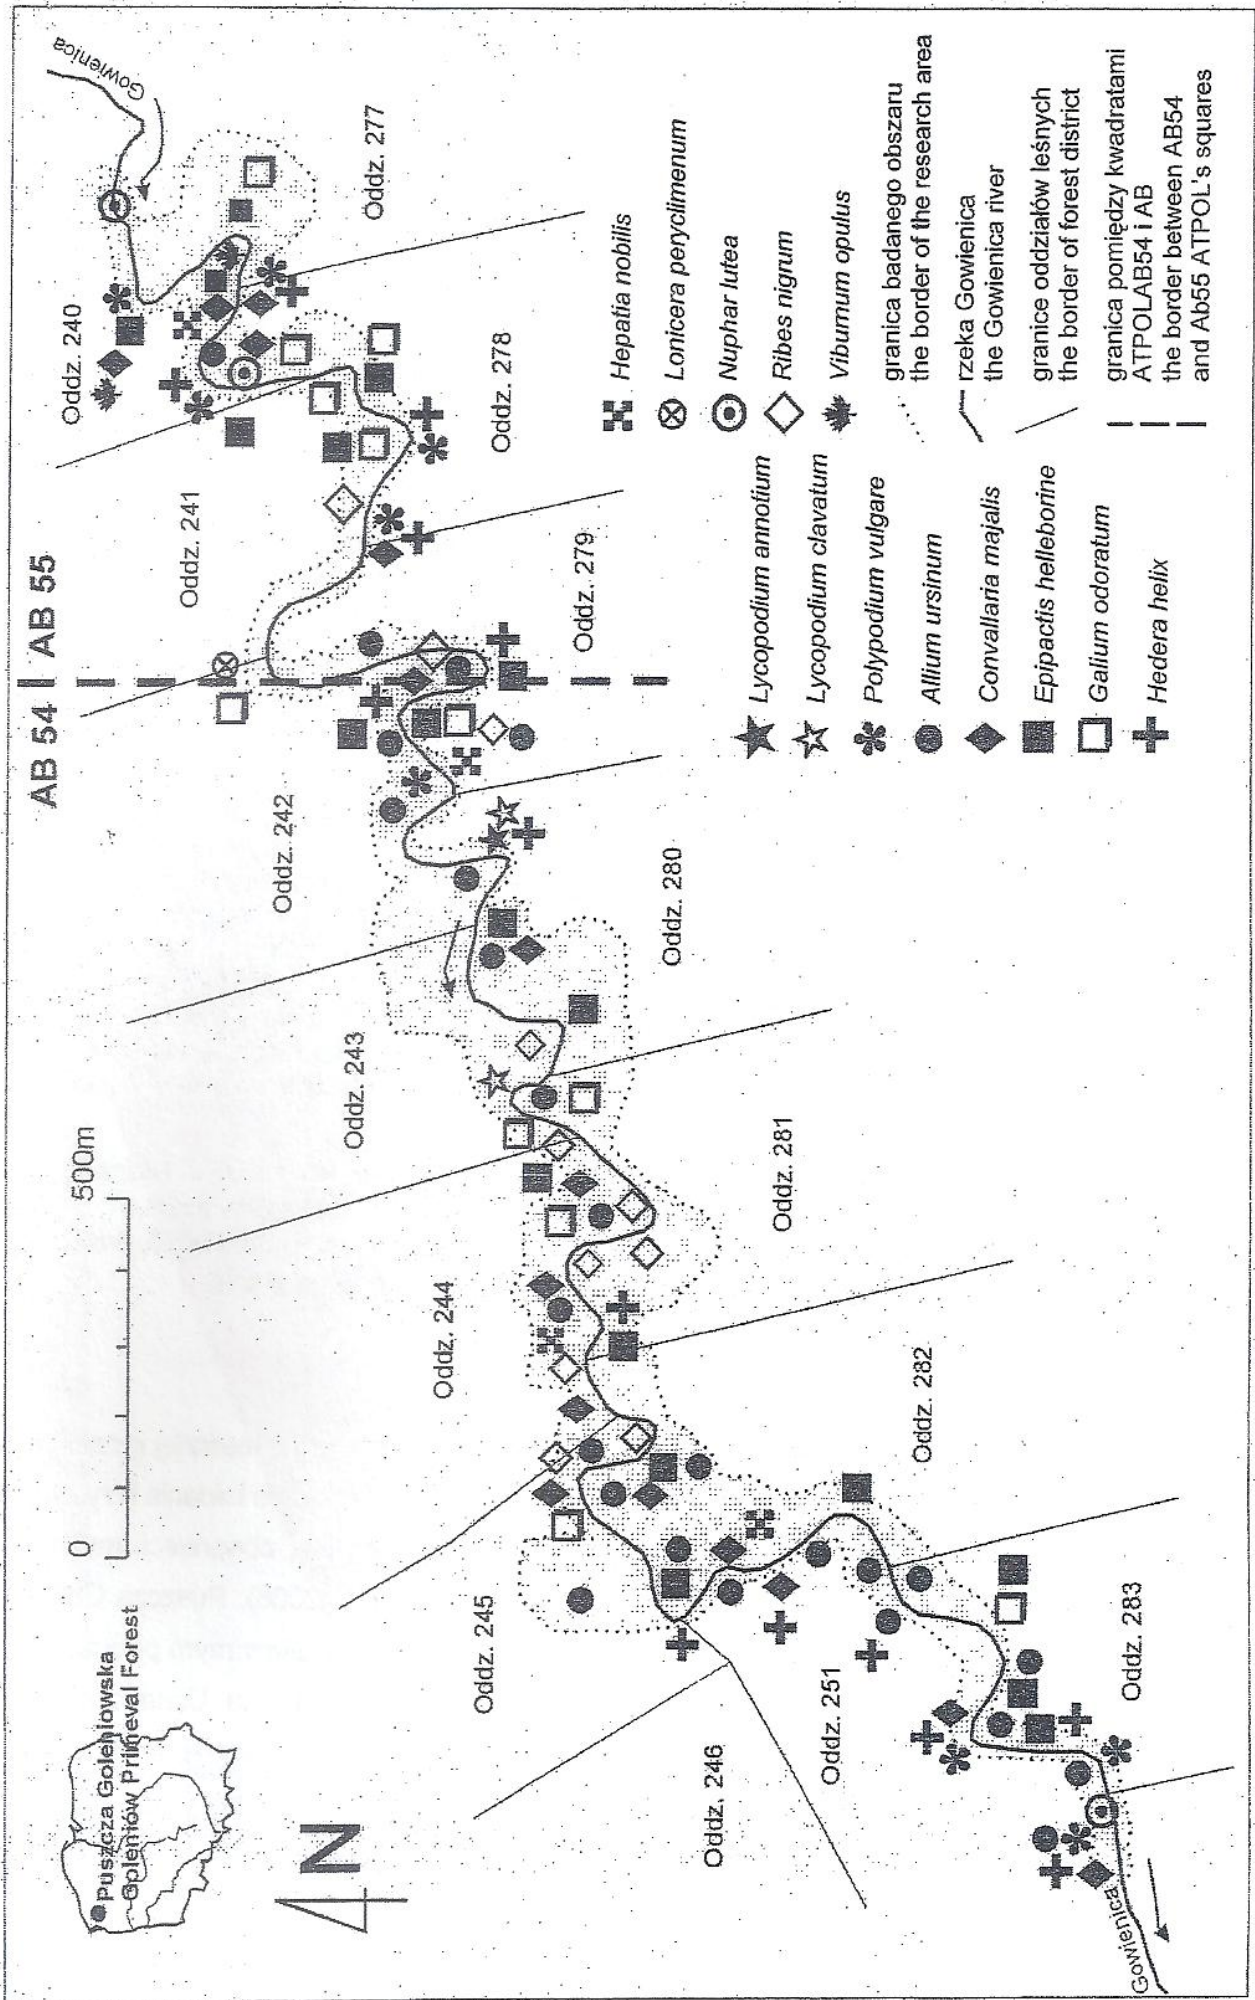 Puszcza Goleniowska
Goleniów Primeval Forest
N
0 500m
AB 54 AB 55
Gowienica
Oddz. 240
Oddz. 277
Oddz. 241
Oddz. 278
Oddz. 242
Oddz. 279
Oddz. 243
Oddz. 280
Oddz. 244
Oddz. 281
Oddz. 245
Oddz. 282
Oddz. 246
Oddz. 251
Oddz. 283
Gowienica
Lycopodium annotium
Lycopodium clavatum
Polypodium vulgare
Allium ursinum
Convallaria majalis
Epipactis helleborine
Galium odoratum
Hedera helix
Hepatia nobilis
Lonicera peryclimenum
Nuphar lutea
Ribes nigrum
Viburnum opulus
granica badanego obszaru
the border of the research area
rzeka Gowienica
the Gowienica river
granice oddziałów leśnych
the border of forest district
granica pomiędzy kwadratami
ATPOLAB54 i AB
the border between AB54
and Ab55 ATPOL's squares